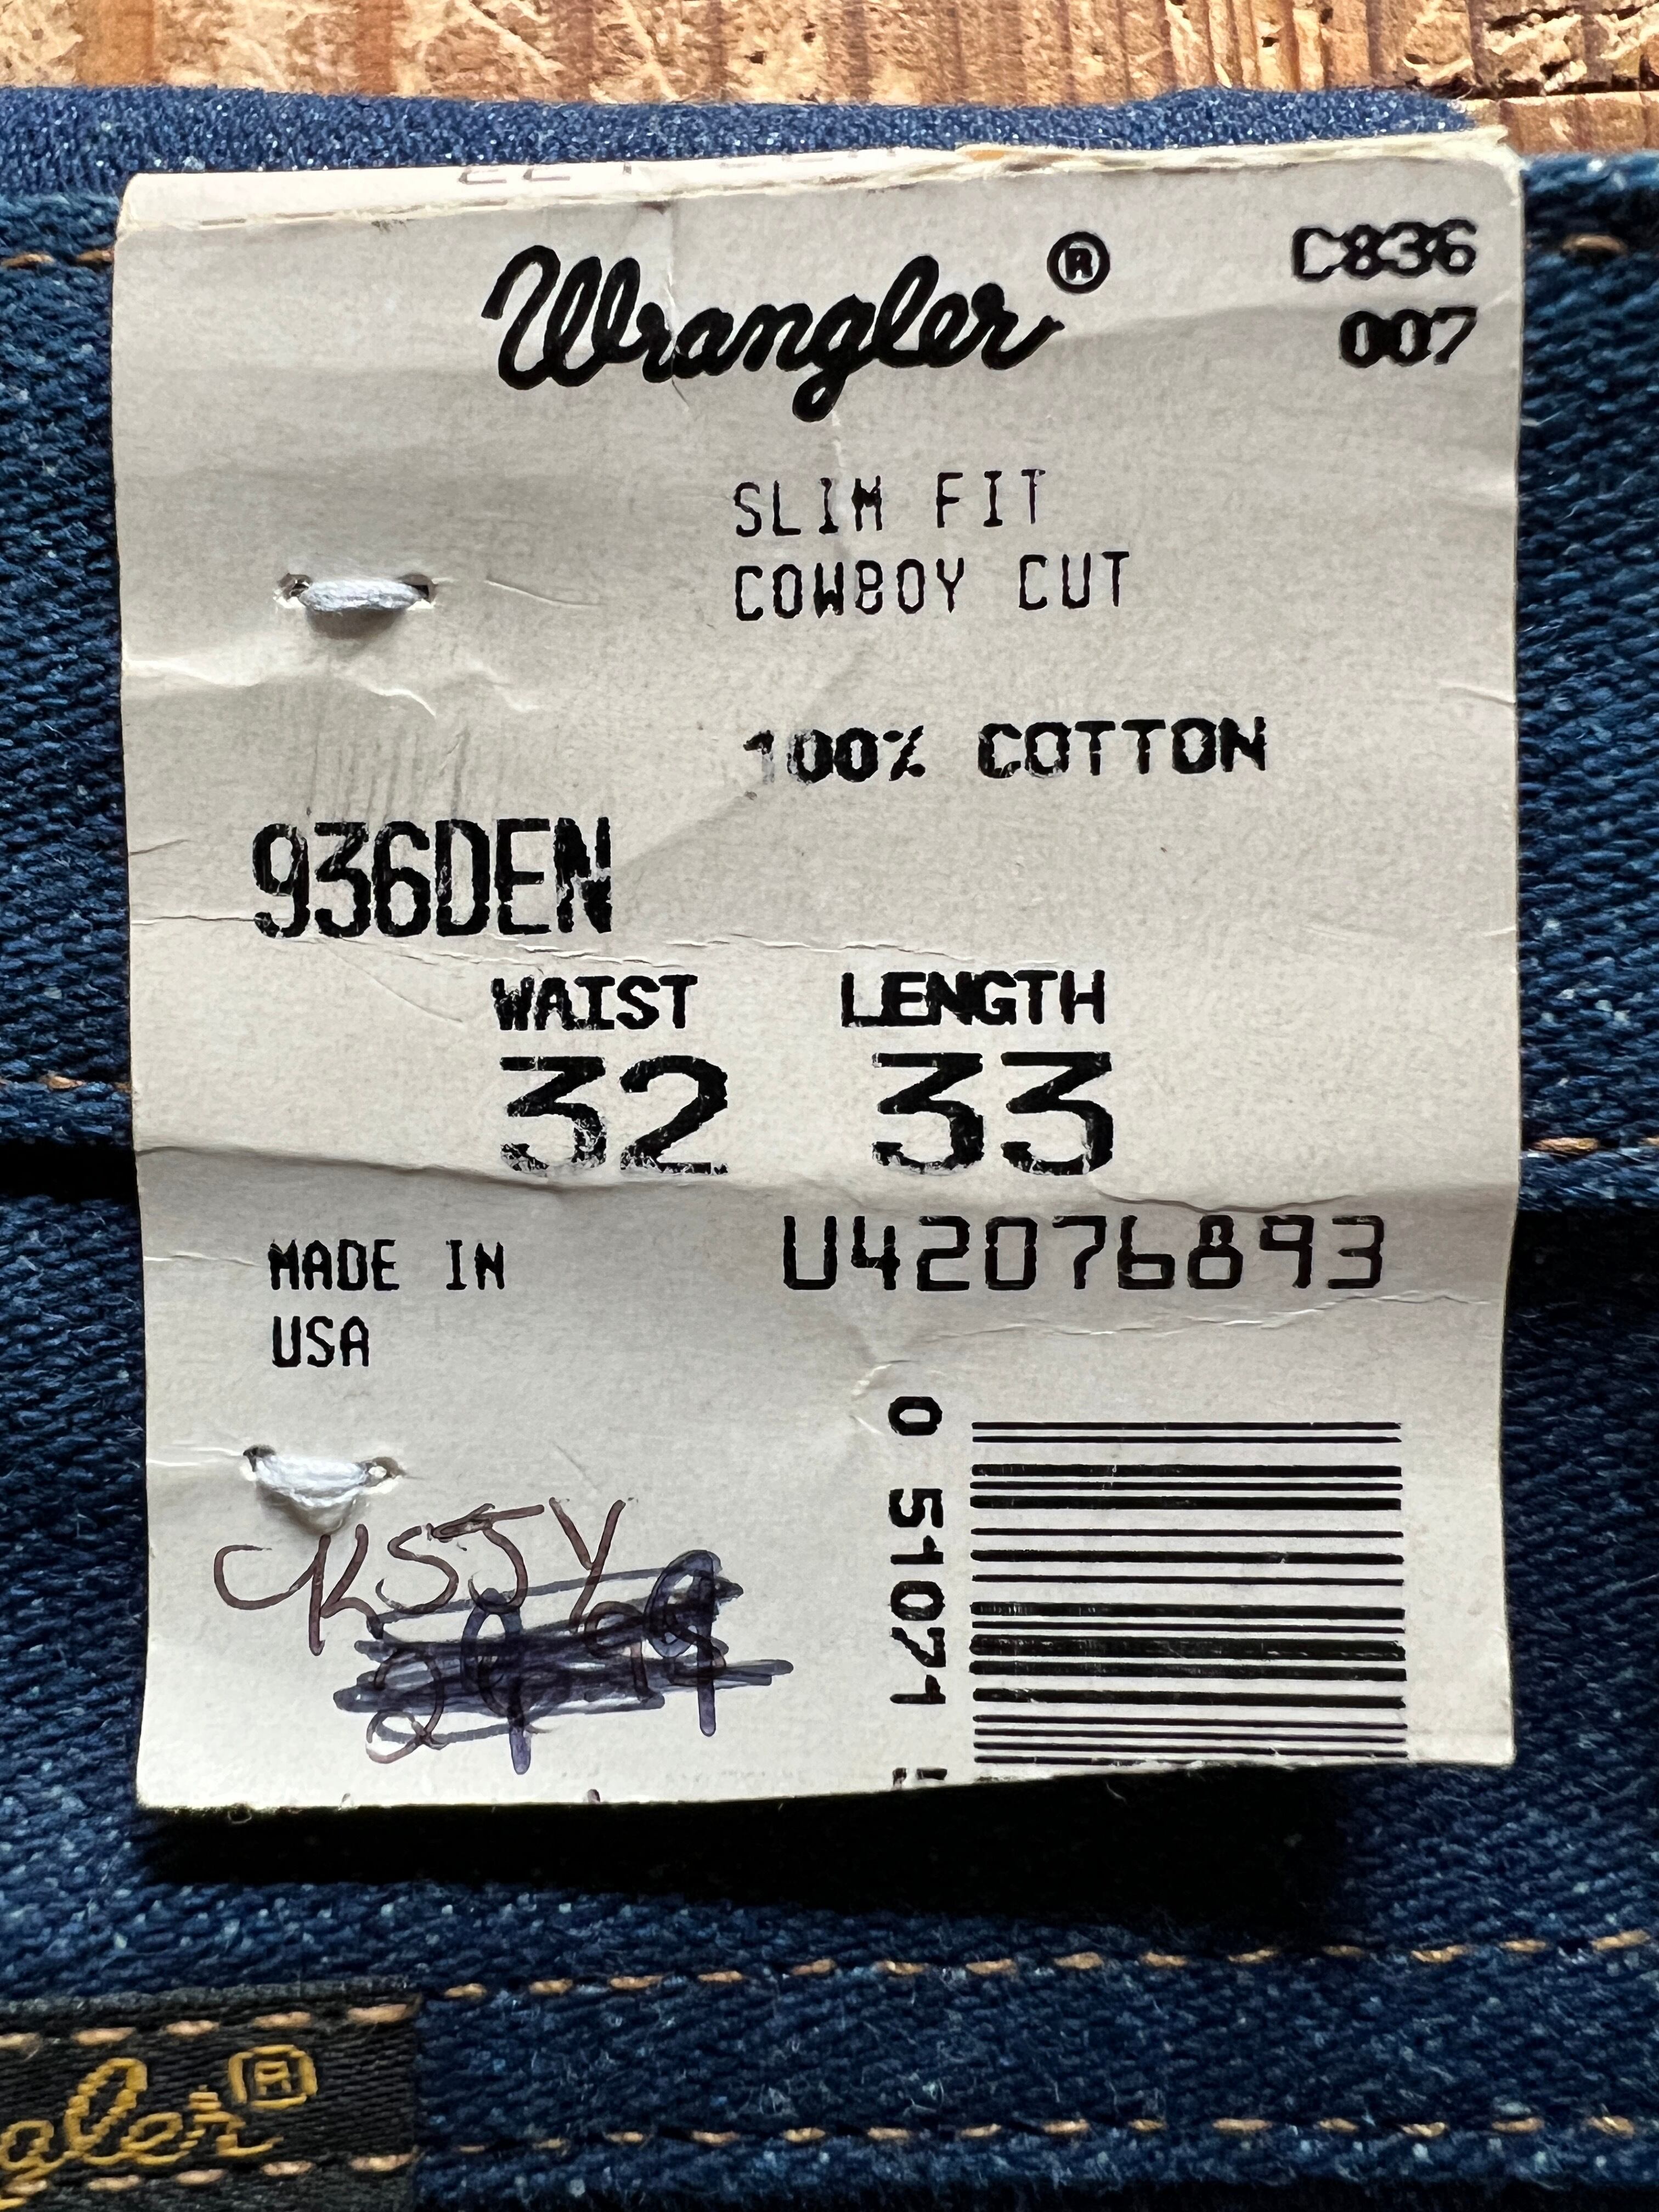 Wrangler®
C836
007
SLIM FIT
COWBOY CUT
100% COTTON
936DEN
WAIST LENGTH
32 33
MADE IN
USA
U42076893
0 51071